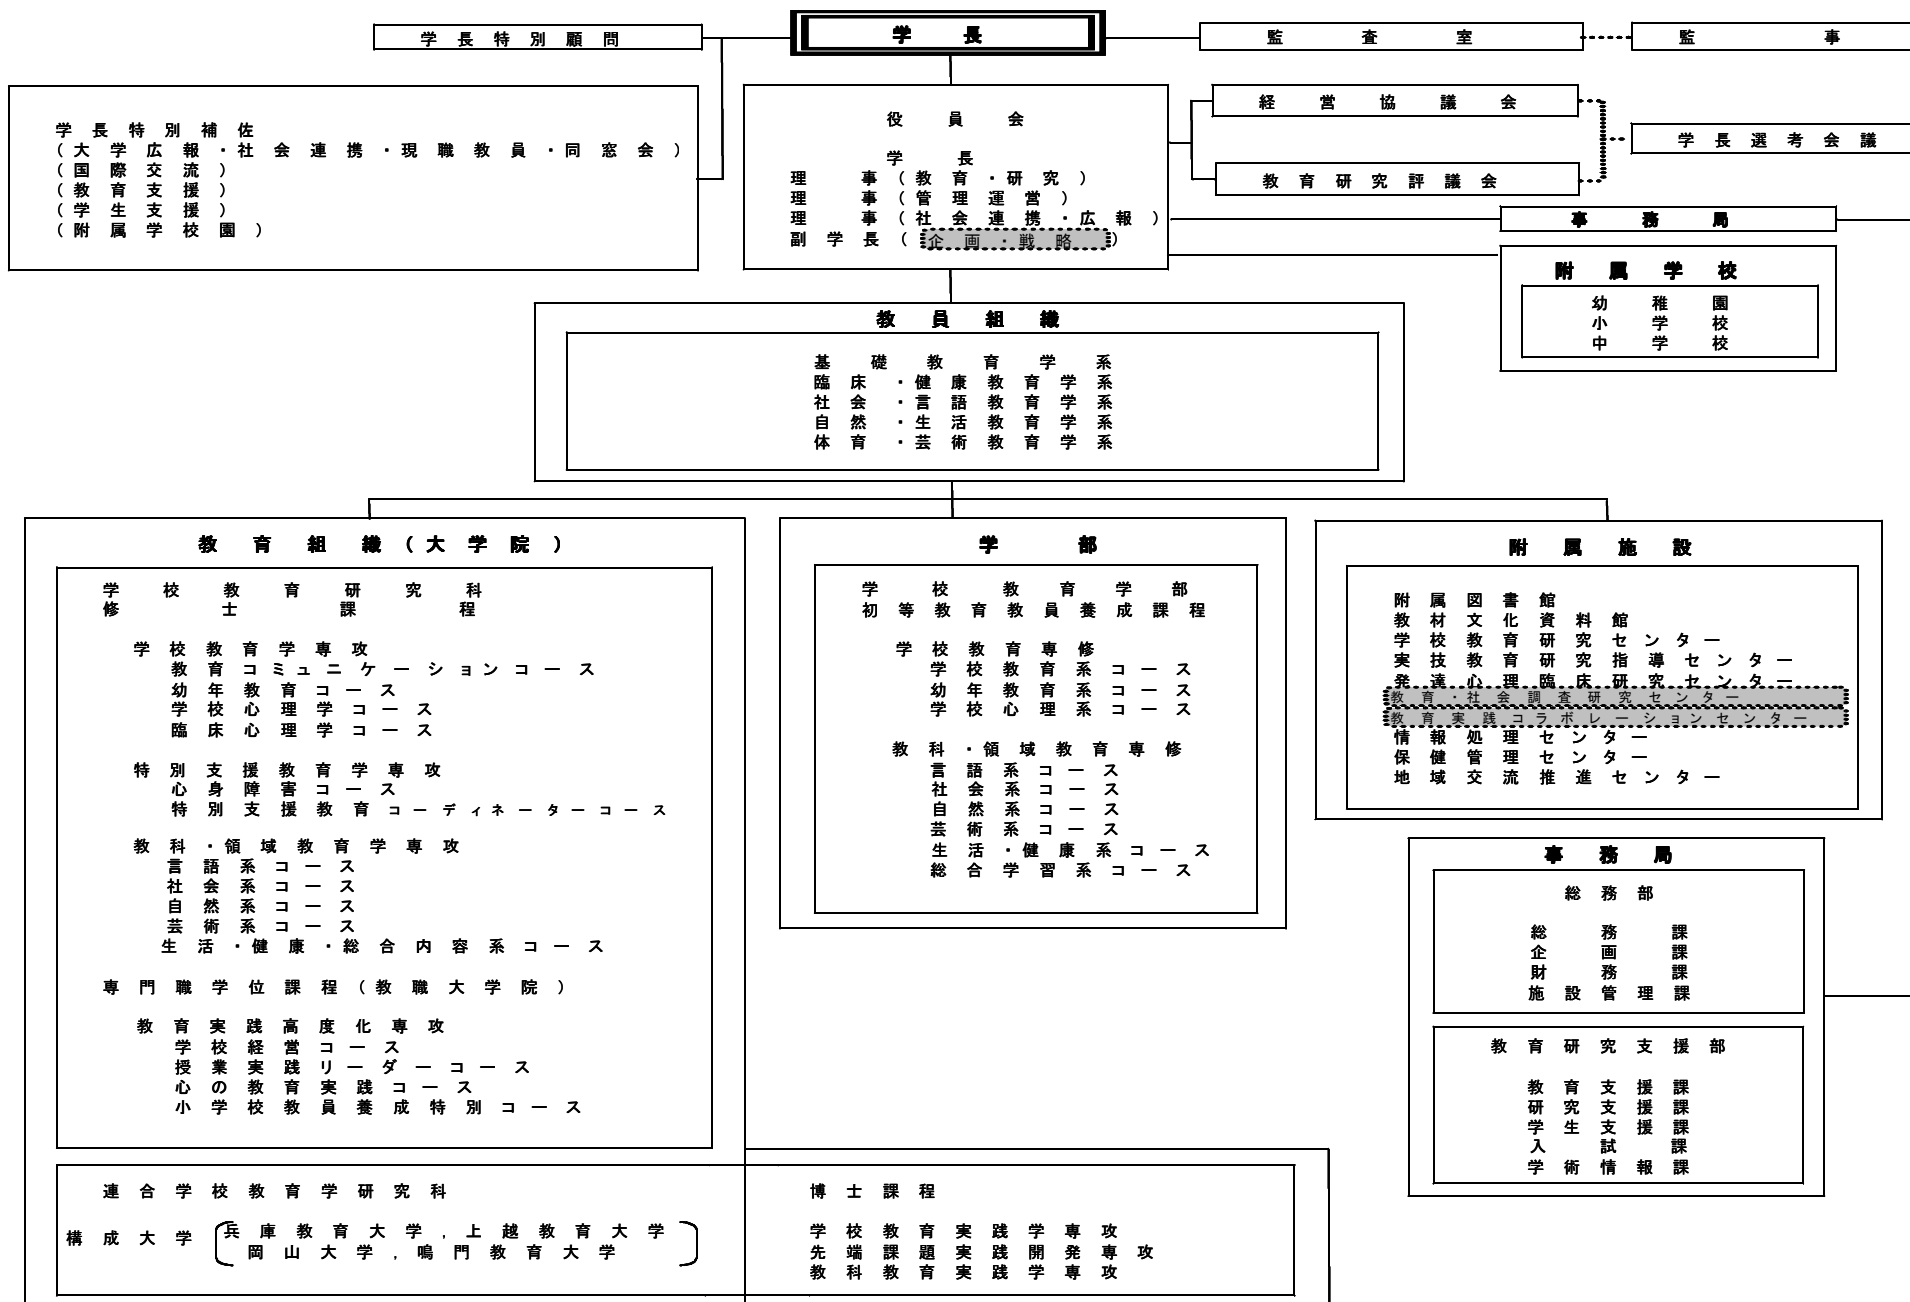 学長特別顧問
学長
監査室
監事
学長特別補佐
(大学広報・社会連携・現職教員・同窓会)
(国際交流)
(教育支援)
(学生支援)
(附属学校園)
役員会
学長
理事(教育・研究)
理事(管理運営)
理事(社会連携・広報)
副学長(企画・戦略)
経営協議会
教育研究評議会
学長選考会議
事務局
附属学校
幼稚園
小学校
中学校
教員組織
基礎教育学系
臨床・健康教育学系
社会・言語教育学系
自然・生活教育学系
体育・芸術教育学系
教育組織(大学院)
学校教育研究科
修士課程
学校教育学専攻
教育コミュニケーションコース
幼年教育コース
学校心理学コース
臨床心理学コース
特別支援教育学専攻
心身障害コース
特別支援教育コーディネーターコース
教科・領域教育学専攻
言語系コース
社会系コース
自然系コース
芸術系コース
生活・健康・総合内容系コース
専門職学位課程(教職大学院)
教育実践高度化専攻
学校経営コース
授業実践リーダーコース
心の教育実践コース
小学校教員養成特別コース
学部
学校教育学部
初等教育教員養成課程
学校教育専修
学校教育系コース
幼年教育系コース
学校心理系コース
教科・領域教育専修
言語系コース
社会系コース
自然系コース
芸術系コース
生活・健康系コース
総合学習系コース
附属施設
附属図書館
教材文化資料館
学校教育研究センター
実技教育研究指導センター
発達心理臨床研究センター
教育・社会調査研究センター
教育実践コラボレーションセンター
情報処理センター
保健管理センター
地域交流推進センター
事務局
総務部
総務課
企画課
財務課
施設管理課
教育研究支援部
教育支援課
研究支援課
学生支援課
入試課
学術情報課
連合学校教育学研究科
構成大学
兵庫教育大学,上越教育大学
岡山大学,鳴門教育大学
博士課程
学校教育実践学専攻
先端課題実践開発専攻
教科教育実践学専攻